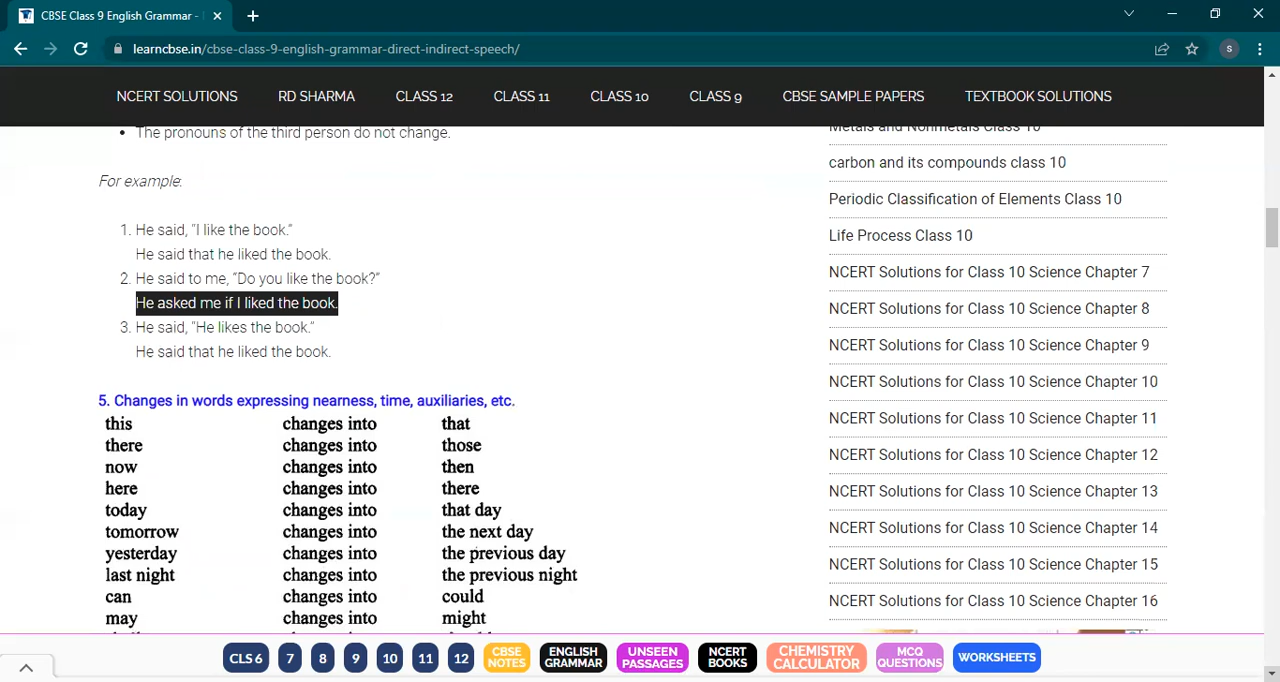 CBSE Class 9 English Grammar -
learncbse.in/cbse-class-9-english-grammar-direct-indirect-speech/
S
NCERT SOLUTIONS RD SHARMA CLASS 12 CLASS 11 CLASS 10 CLASS 9 CBSE SAMPLE PAPERS TEXTBOOK SOLUTIONS
• The pronouns of the third person do not change.
For example:
1. He said, “I like the book.”
He said that he liked the book.
2. He said to me, “Do you like the book?”
He asked me if I liked the book.
3. He said, “He likes the book.”
He said that he liked the book.
5. Changes in words expressing nearness, time, auxiliaries, etc.
this changes into that
there changes into those
now changes into then
here changes into there
today changes into that day
tomorrow changes into the next day
yesterday changes into the previous day
last night changes into the previous night
can changes into could
may changes into might
Metals and Nonmetals Class 10
carbon and its compounds class 10
Periodic Classification of Elements Class 10
Life Process Class 10
NCERT Solutions for Class 10 Science Chapter 7
NCERT Solutions for Class 10 Science Chapter 8
NCERT Solutions for Class 10 Science Chapter 9
NCERT Solutions for Class 10 Science Chapter 10
NCERT Solutions for Class 10 Science Chapter 11
NCERT Solutions for Class 10 Science Chapter 12
NCERT Solutions for Class 10 Science Chapter 13
NCERT Solutions for Class 10 Science Chapter 14
NCERT Solutions for Class 10 Science Chapter 15
NCERT Solutions for Class 10 Science Chapter 16
CLS 6 7 8 9 10 11 12
CBSE NOTES
ENGLISH GRAMMAR
UNSEEN PASSAGES
NCERT BOOKS
CHEMISTRY CALCULATOR
MCQ QUESTIONS
WORKSHEETS